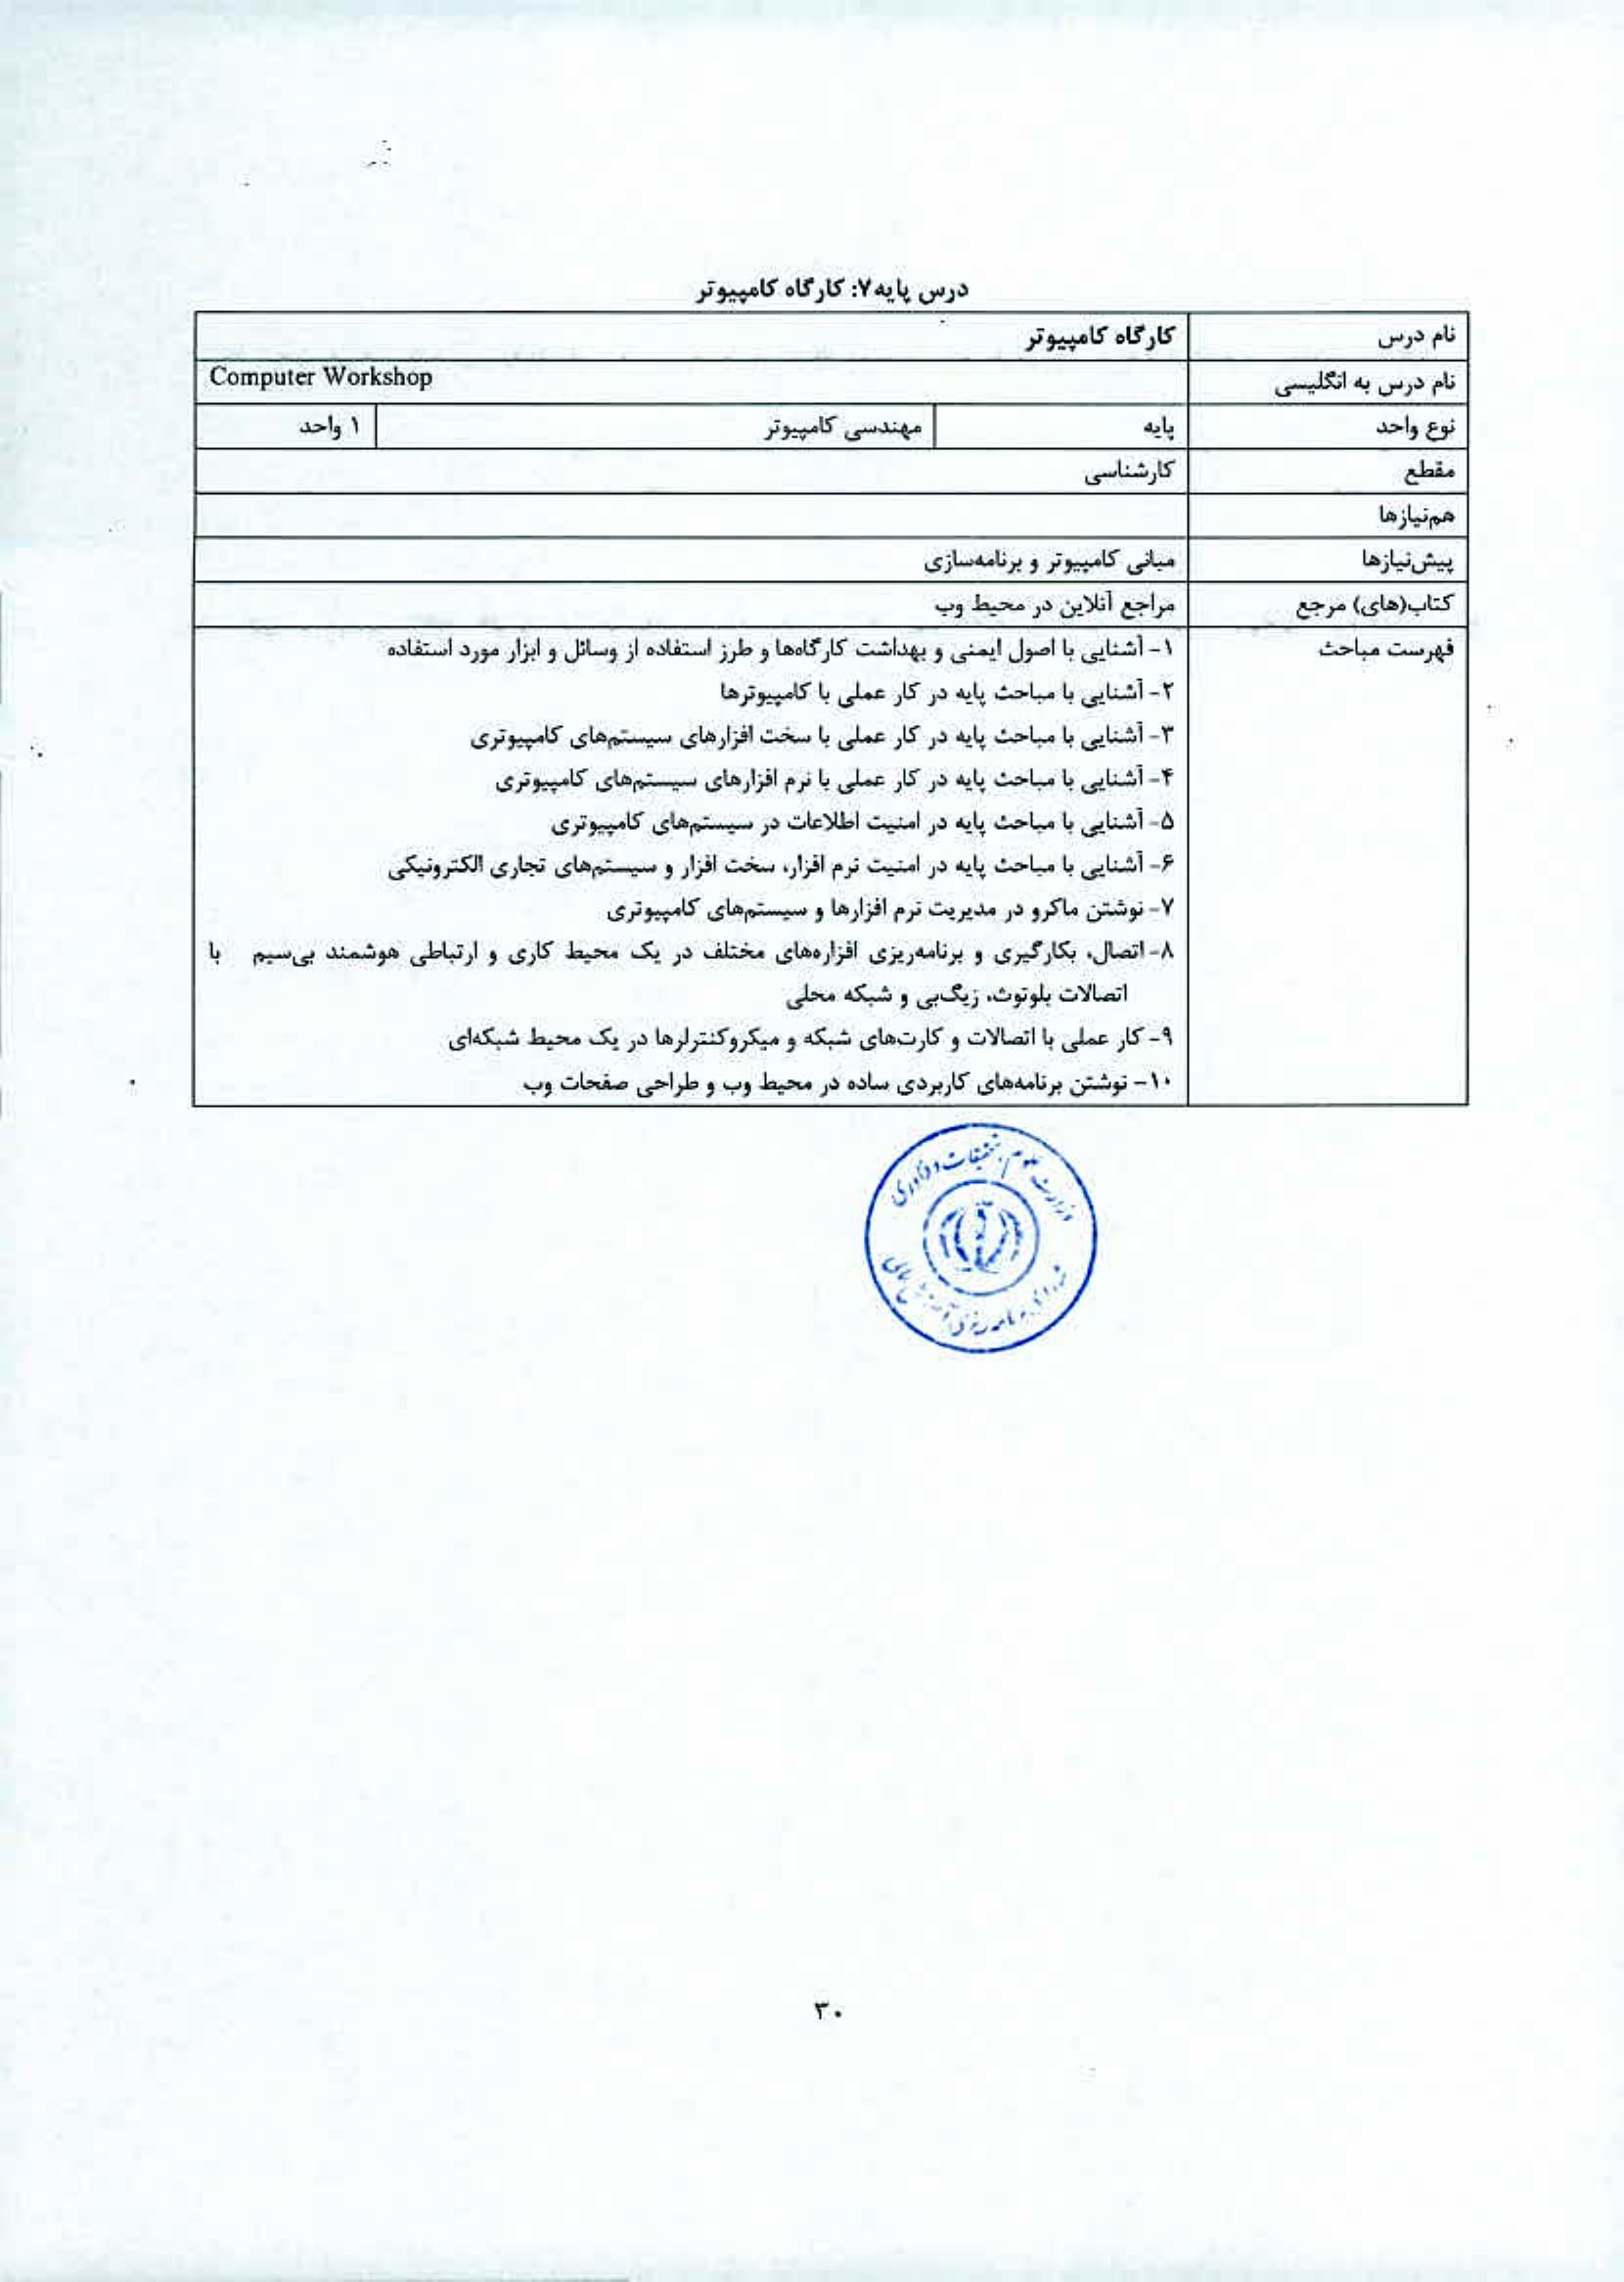 درس پایه۷: کارگاه کامپیوتر
نام درس کارگاه کامپیوتر
نام درس به انگلیسی Computer Workshop
نوع واحد پایه مهندسی کامپیوتر ۱ واحد
مقطع کارشناسی
هم‌نیازها
پیش‌نیازها مبانی کامپیوتر و برنامه‌سازی
کتاب(های) مرجع مراجع آنلاین در محیط وب
فهرست مباحث ۱- آشنایی با اصول ایمنی و بهداشت کارگاه‌ها و طرز استفاده از وسائل و ابزار مورد استفاده
۲- آشنایی با مباحث پایه در کار عملی با کامپیوترها
۳- آشنایی با مباحث پایه در کار عملی با سخت افزارهای سیستم‌های کامپیوتری
۴- آشنایی با مباحث پایه در کار عملی با نرم افزارهای سیستم‌های کامپیوتری
۵- آشنایی با مباحث پایه در امنیت اطلاعات در سیستم‌های کامپیوتری
۶- آشنایی با مباحث پایه در امنیت نرم افزار، سخت افزار و سیستم‌های تجاری الکترونیکی
۷- نوشتن ماکرو در مدیریت نرم افزارها و سیستم‌های کامپیوتری
۸- اتصال، بکارگیری و برنامه‌ریزی افزاره‌های مختلف در یک محیط کاری و ارتباطی هوشمند بی‌سیم با
اتصالات بلوتوث، زیگ‌بی و شبکه محلی
۹- کار عملی با اتصالات و کارت‌های شبکه و میکروکنترلرها در یک محیط شبکه‌ای
۱۰- نوشتن برنامه‌های کاربردی ساده در محیط وب و طراحی صفحات وب
وزارت علوم، تحقیقات و فناوری
شورای برنامه‌ریزی آموزش عالی
۳۰